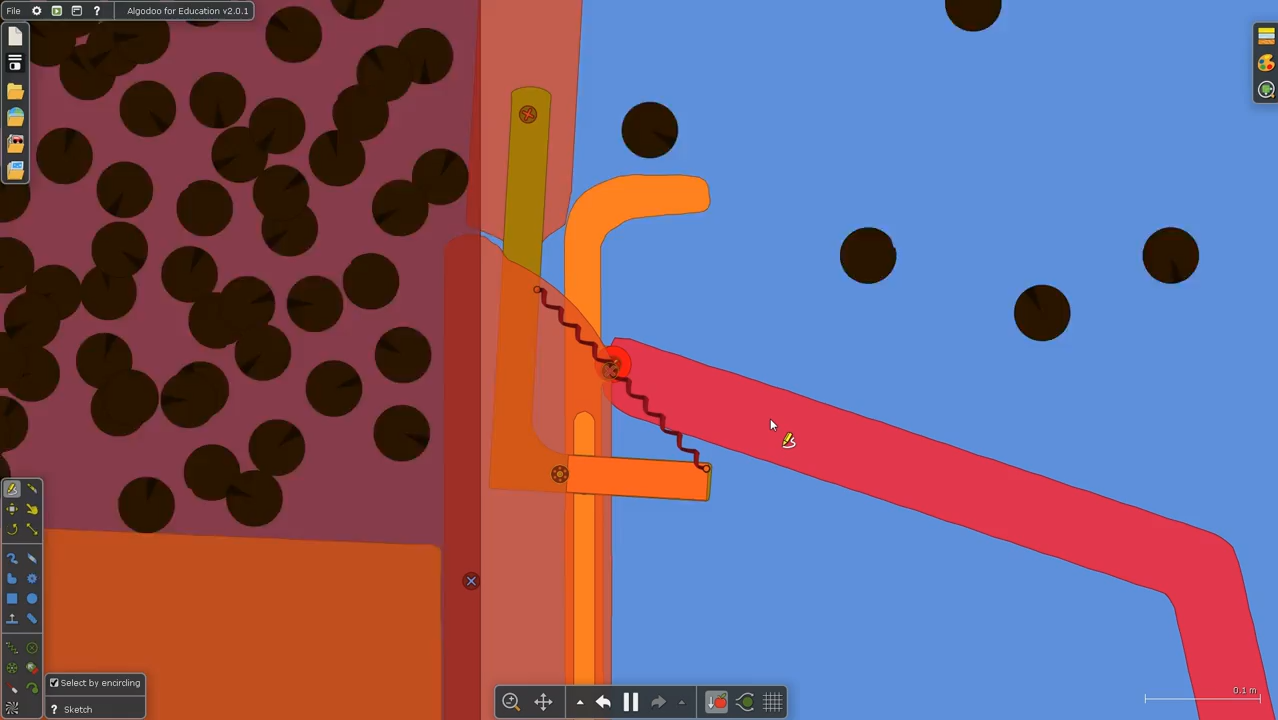 File ? Algodoo for Education v2.0.1
Select by encircling
? Sketch
0.1 m